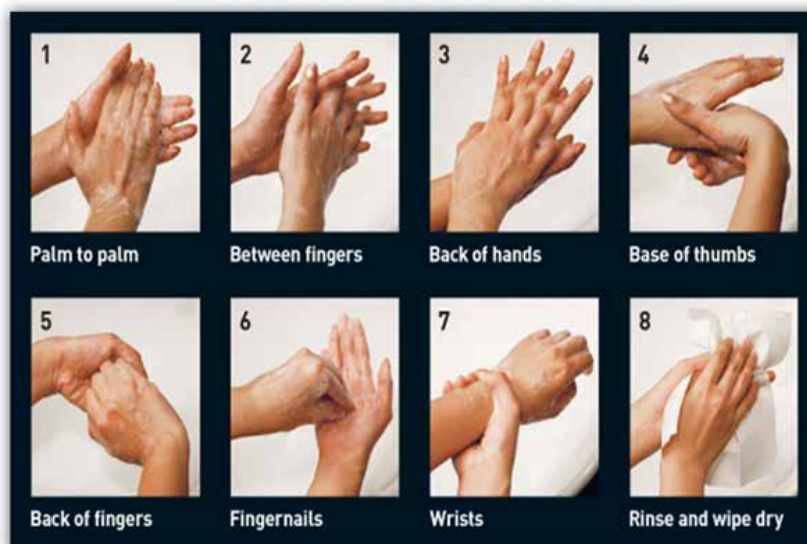 1
Palm to palm
2
Between fingers
3
Back of hands
4
Base of thumbs
5
Back of fingers
6
Fingernails
7
Wrists
8
Rinse and wipe dry